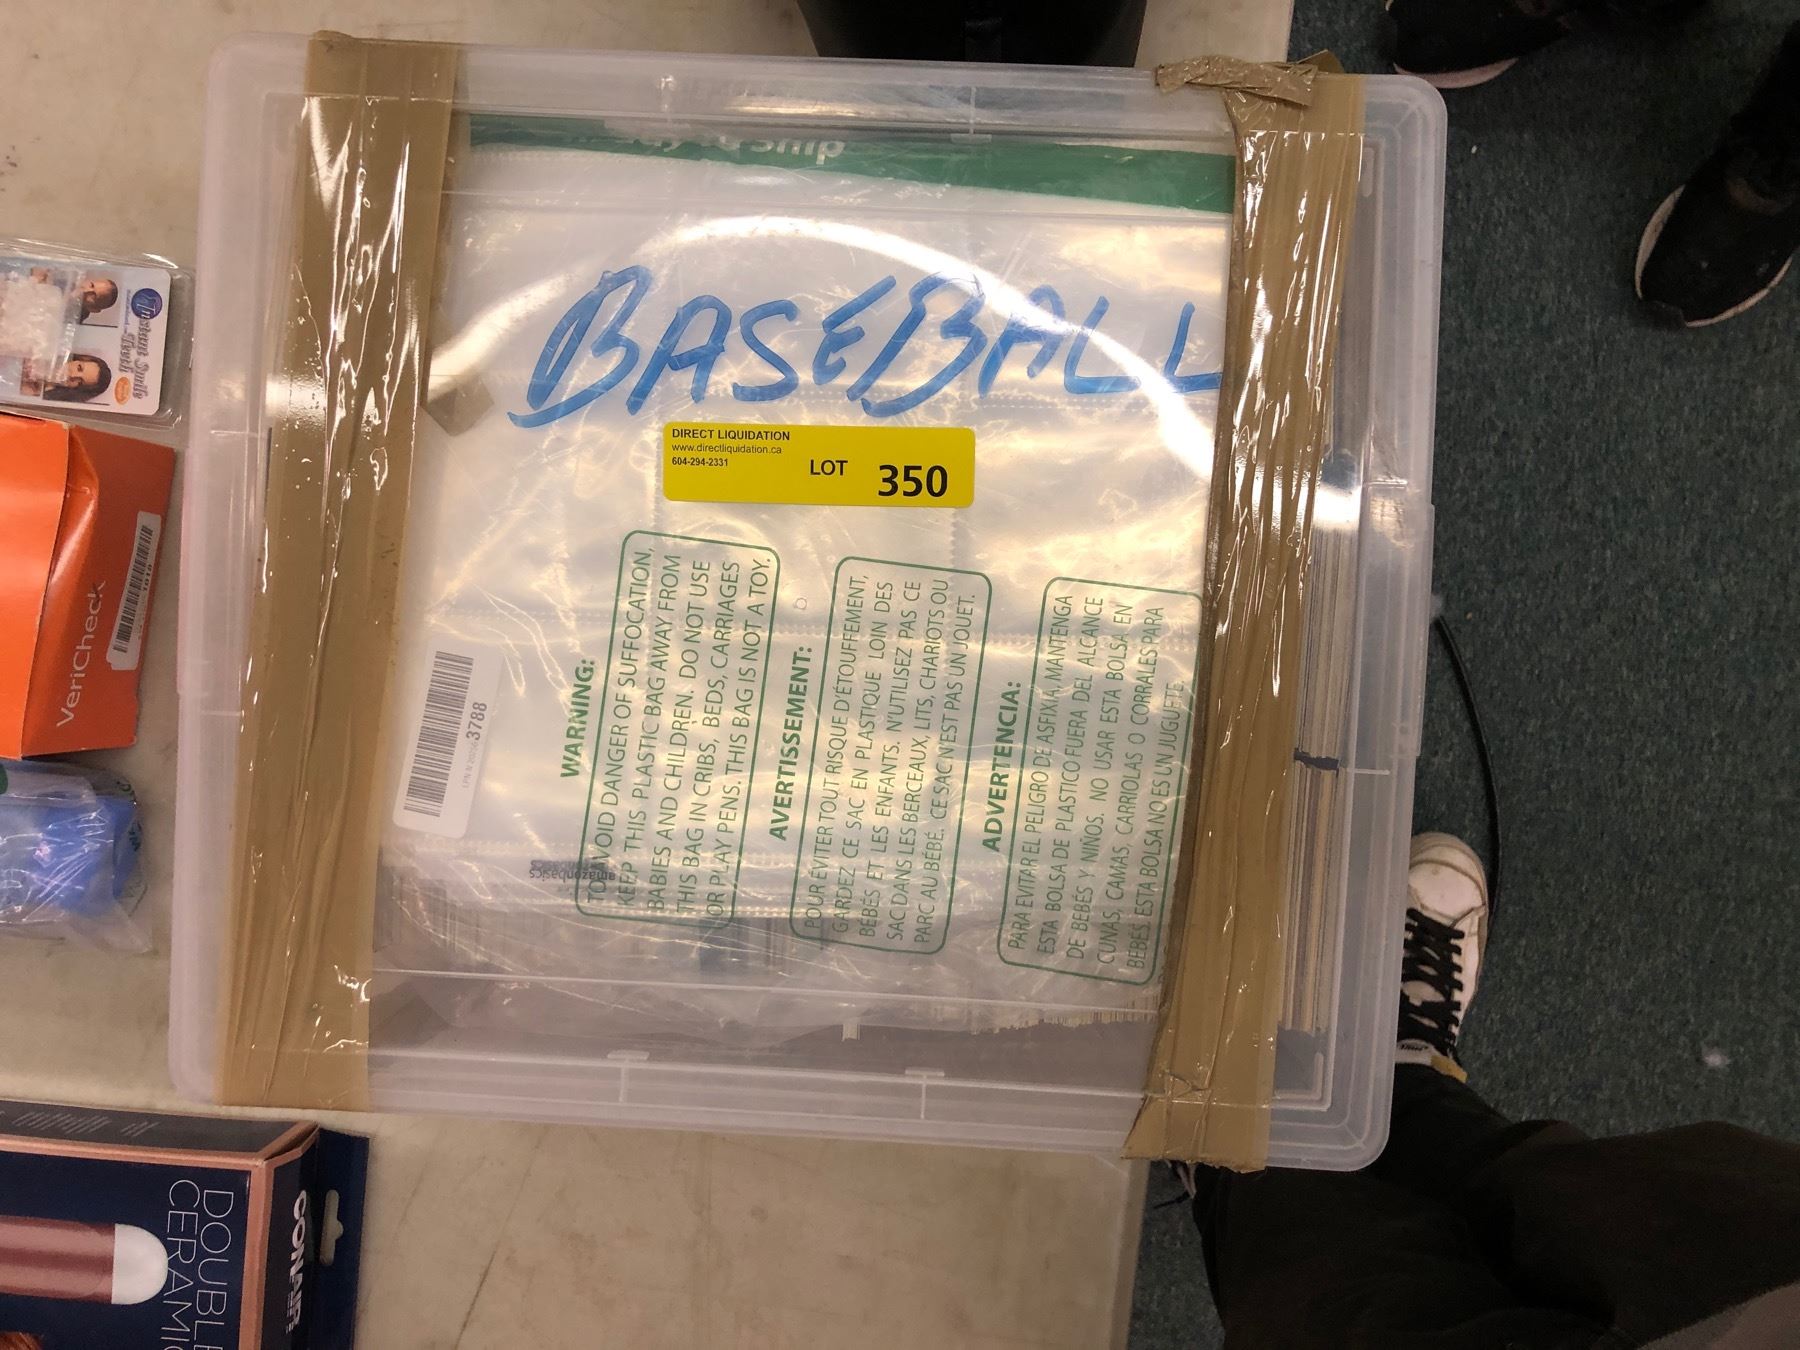 to Ship
BASEBALL
DIRECT LIQUIDATION
www.directliquidation.ca
604-294-2331
LOT 350
WARNING:
TO AVOID DANGER OF SUFFOCATION,
KEEP THIS PLASTIC BAG AWAY FROM
BABIES AND CHILDREN. DO NOT USE
THIS BAG IN CRIBS, BEDS, CARRIAGES
OR PLAY PENS. THIS BAG IS NOT A TOY.
AVERTISSEMENT:
POUR ÉVITER TOUT RISQUE D'ÉTOUFFEMENT,
GARDEZ CE SAC EN PLASTIQUE LOIN DES
BÉBÉS ET LES ENFANTS. N'UTILISEZ PAS CE
SAC DANS LES BERCEAUX, LITS, CHARIOTS OU
PARC AU BÉBÉ. CE SAC N'EST PAS UN JOUET.
ADVERTENCIA:
PARA EVITAR EL PELIGRO DE ASFIXIA, MANTENGA
ESTA BOLSA DE PLASTICO FUERA DEL ALCANCE
DE BEBÉS Y NIÑOS. NO USAR ESTA BOLSA EN
CUNAS, CAMAS, CARRIOLAS O CORRALES PARA
BEBÉS. ESTA BOLSA NO ES UN JUGUETE.
3788
amazonbasics
VeriCheck
CONAIR
DOUBLE
CERAMIC